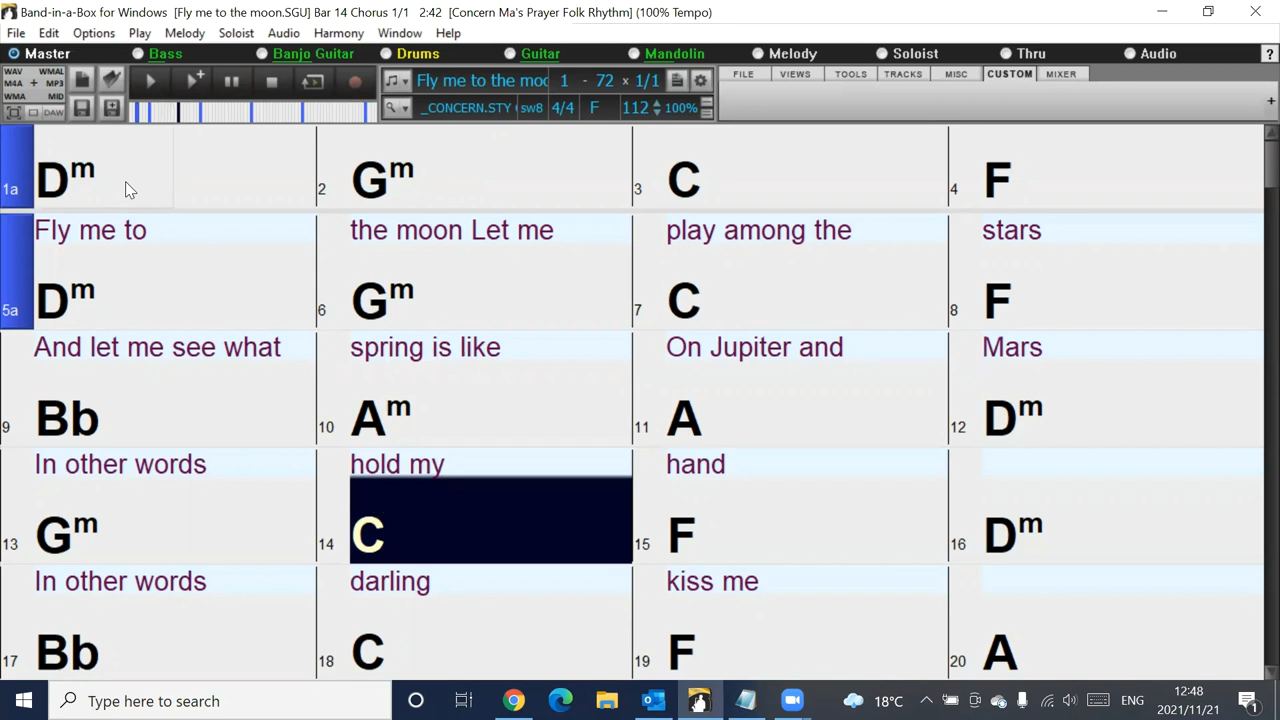 Band-in-a-Box for Windows [Fly me to the moon.SGU] Bar 14 Chorus 1/1 2:42 [Concern Ma's Prayer Folk Rhythm] (100% Tempo)
File Edit Options Play Melody Soloist Audio Harmony Window Help
Master Bass Banjo Guitar Drums Guitar Mandolin Melody Soloist Thru Audio ?
WAV WMAL
M4A + MP3
WMA MID
DAW
Fly me to the moo 1 - 72 x 1/1
_CONCERN.STY sw8 4/4 F 112 100%
FILE VIEWS TOOLS TRACKS MISC CUSTOM MIXER
+
1a Dm 2 Gm 3 C 4 F
Fly me to the moon Let me play among the stars
5a Dm 6 Gm 7 C 8 F
And let me see what spring is like On Jupiter and Mars
9 Bb 10 Am 11 A 12 Dm
In other words hold my hand
13 Gm 14 C 15 F 16 Dm
In other words darling kiss me
17 Bb 18 C 19 F 20 A
Type here to search
18°C
ENG
12:48
2021/11/21
1